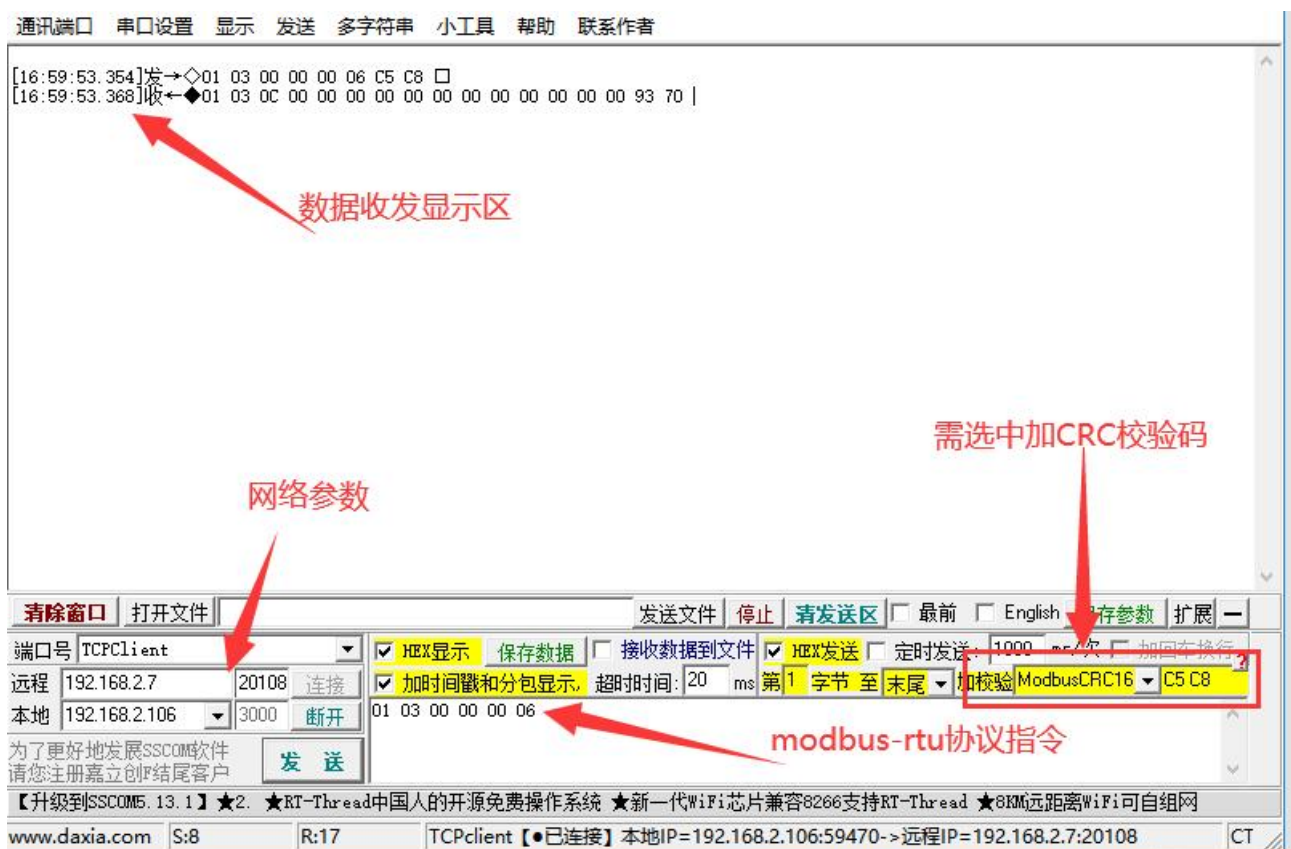 通讯端口 串口设置 显示 发送 多字符串 小工具 帮助 联系作者
[16:59:53.354]发→◇01 03 00 00 00 06 C5 C8 □
[16:59:53.368]收←◆01 03 0C 00 00 00 00 00 00 00 00 00 00 00 00 93 70
数据收发显示区
需选中加CRC校验码
网络参数
清除窗口 打开文件 发送文件 停止 清发送区 最前 English 保存参数 扩展 —
端口号 TCPClient HEX显示 保存数据 接收数据到文件 HEX发送 定时发送: 1000 ms/次 加回车换行
远程 192.168.2.7 20108 连接 加时间戳和分包显示, 超时时间: 20 ms 第 1 字节 至 末尾 加校验 ModbusCRC16 C5 C8 ?
本地 192.168.2.106 3000 断开 01 03 00 00 00 06
modbus-rtu协议指令
为了更好地发展SSCOM软件
请您注册嘉立创F结尾客户
发 送
【升级到SSCOM5.13.1】★2. ★RT-Thread中国人的开源免费操作系统 ★新一代WiFi芯片兼容8266支持RT-Thread ★8KM远距离WiFi可自组网
www.daxia.com S:8 R:17 TCPclient【●已连接】本地IP=192.168.2.106:59470->远程IP=192.168.2.7:20108 CT